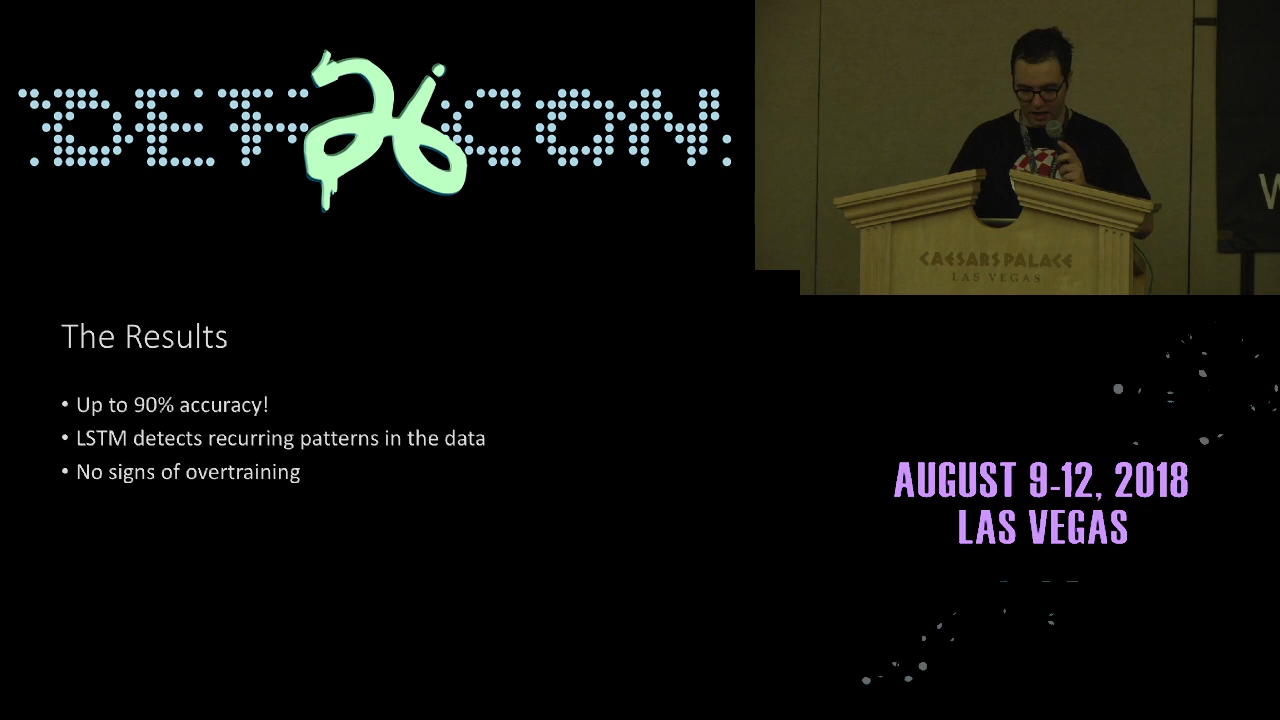 DEF CON
26
CAESARS PALACE
LAS VEGAS
W
The Results
• Up to 90% accuracy!
• LSTM detects recurring patterns in the data
• No signs of overtraining
AUGUST 9-12, 2018
LAS VEGAS